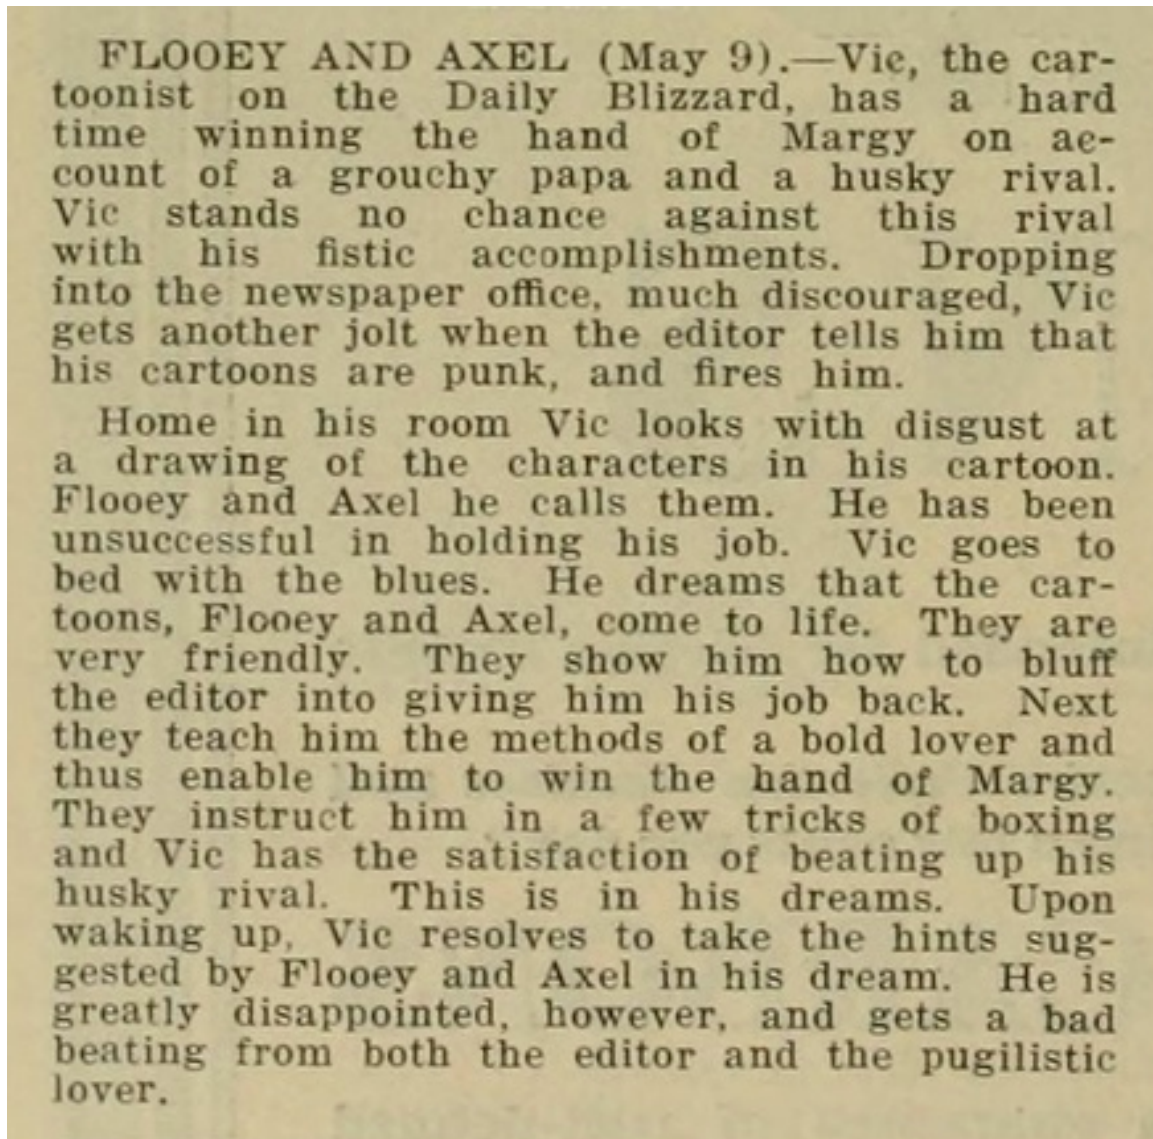 FLOOEY AND AXEL (May 9).—Vic, the car-
toonist on the Daily Blizzard, has a hard
time winning the hand of Margy on ac-
count of a grouchy papa and a husky rival.
Vic stands no chance against this rival
with his fistic accomplishments. Dropping
into the newspaper office, much discouraged, Vic
gets another jolt when the editor tells him that
his cartoons are punk, and fires him.
Home in his room Vic looks with disgust at
a drawing of the characters in his cartoon.
Flooey and Axel he calls them. He has been
unsuccessful in holding his job. Vic goes to
bed with the blues. He dreams that the car-
toons, Flooey and Axel, come to life. They are
very friendly. They show him how to bluff
the editor into giving him his job back. Next
they teach him the methods of a bold lover and
thus enable him to win the hand of Margy.
They instruct him in a few tricks of boxing
and Vic has the satisfaction of beating up his
husky rival. This is in his dreams. Upon
waking up, Vic resolves to take the hints sug-
gested by Flooey and Axel in his dream. He is
greatly disappointed, however, and gets a bad
beating from both the editor and the pugilistic
lover.